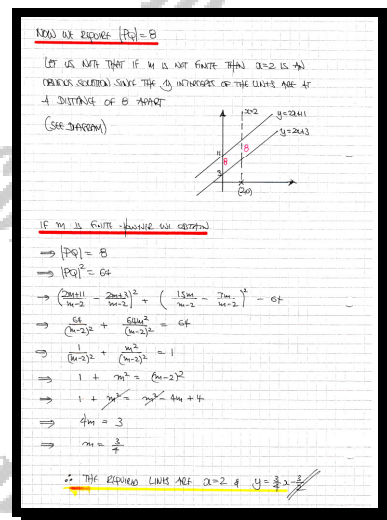 NOW WE REQUIRE |PQ| = 8
LET US NOTE THAT IF m IS NOT FINITE THEN x=2 IS AN
OBVIOUS SOLUTION SINCE THE y INTERCEPTS OF THE LINES ARE AT
A DISTANCE OF 8 APART
(SEE DIAGRAM)
x=2
y=2x+11
y=2x+3
11
8
8
3
(2,0)
IF m IS FINITE HOWEVER WE OBTAIN
⇒ |PQ| = 8
⇒ |PQ|² = 64
⇒ (2m+11/m-2 - 2m+3/m-2)² + (15m/m-2 - 7m/m-2)² = 64
⇒ 64/(m-2)² + 64m²/(m-2)² = 64
⇒ 1/(m-2)² + m²/(m-2)² = 1
⇒ 1 + m² = (m-2)²
⇒ 1 + m² = m² - 4m + 4
⇒ 4m = 3
⇒ m = 3/4
∴ THE REQUIRED LINES ARE x=2 & y = 3/4 x - 3/2